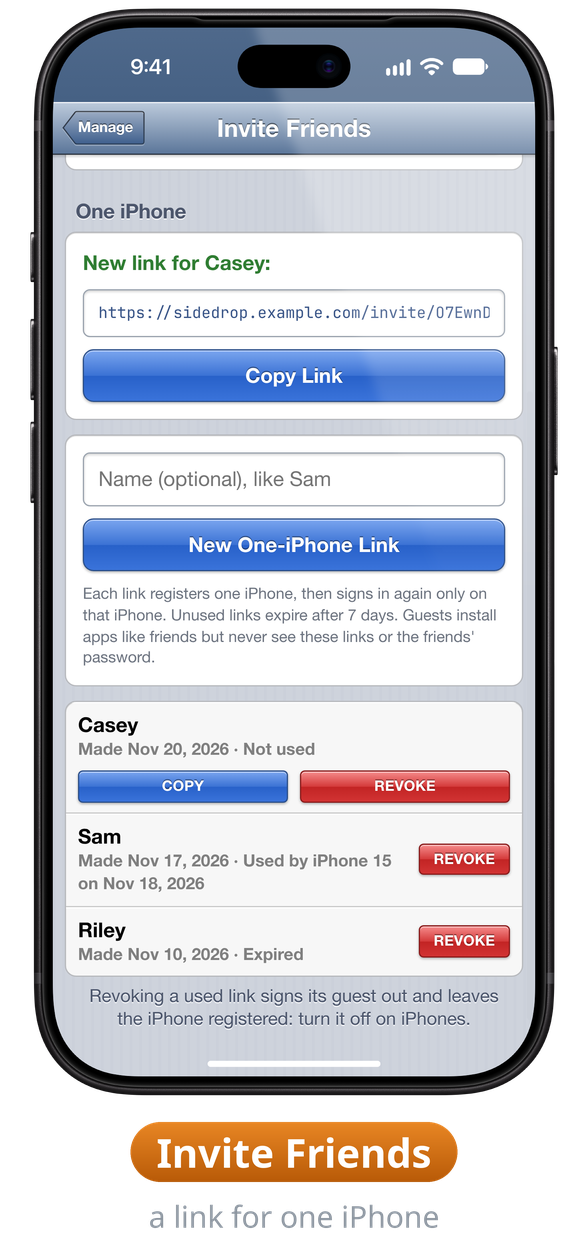 9:41
Manage
Invite Friends
One iPhone
New link for Casey:
https://sidedrop.example.com/invite/07EwnD
Copy Link
Name (optional), like Sam
New One-iPhone Link
Each link registers one iPhone, then signs in again only on
that iPhone. Unused links expire after 7 days. Guests install
apps like friends but never see these links or the friends'
password.
Casey
Made Nov 20, 2026 · Not used
COPY
REVOKE
Sam
Made Nov 17, 2026 · Used by iPhone 15
on Nov 18, 2026
REVOKE
Riley
Made Nov 10, 2026 · Expired
REVOKE
Revoking a used link signs its guest out and leaves
the iPhone registered: turn it off on iPhones.
Invite Friends
a link for one iPhone